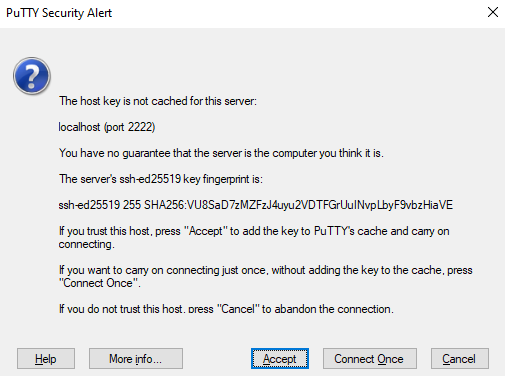 PuTTY Security Alert
The host key is not cached for this server:
localhost (port 2222)
You have no guarantee that the server is the computer you think it is.
The server's ssh-ed25519 key fingerprint is:
ssh-ed25519 255 SHA256:VU8SaD7zMZFzJ4uyu2VDTFGrUuINvpLbyF9vbzHiaVE
If you trust this host, press "Accept" to add the key to PuTTY's cache and carry on
connecting.
If you want to carry on connecting just once, without adding the key to the cache, press
"Connect Once".
If you do not trust this host, press "Cancel" to abandon the connection.
Help
More info...
Accept
Connect Once
Cancel